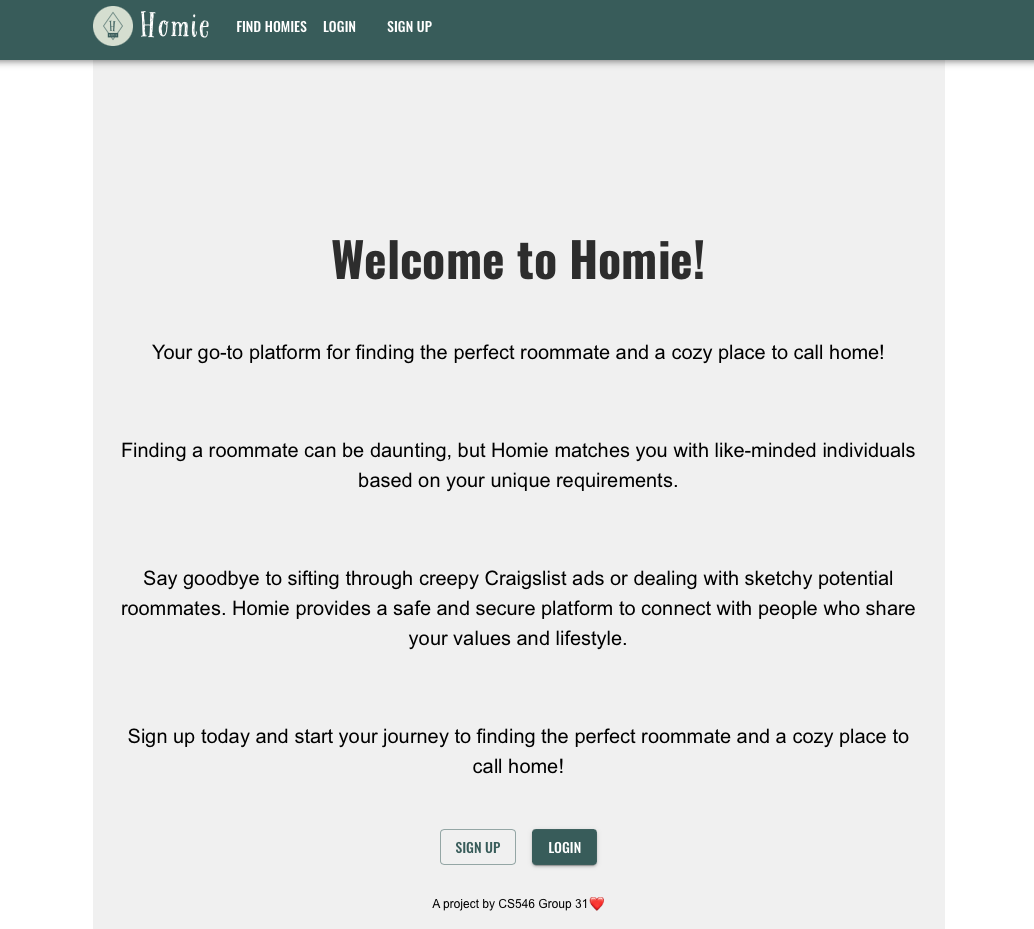 H Homie FIND HOMIES LOGIN SIGN UP
Welcome to Homie!
Your go-to platform for finding the perfect roommate and a cozy place to call home!
Finding a roommate can be daunting, but Homie matches you with like-minded individuals
based on your unique requirements.
Say goodbye to sifting through creepy Craigslist ads or dealing with sketchy potential
roommates. Homie provides a safe and secure platform to connect with people who share
your values and lifestyle.
Sign up today and start your journey to finding the perfect roommate and a cozy place to
call home!
SIGN UP LOGIN
A project by CS546 Group 31❤️